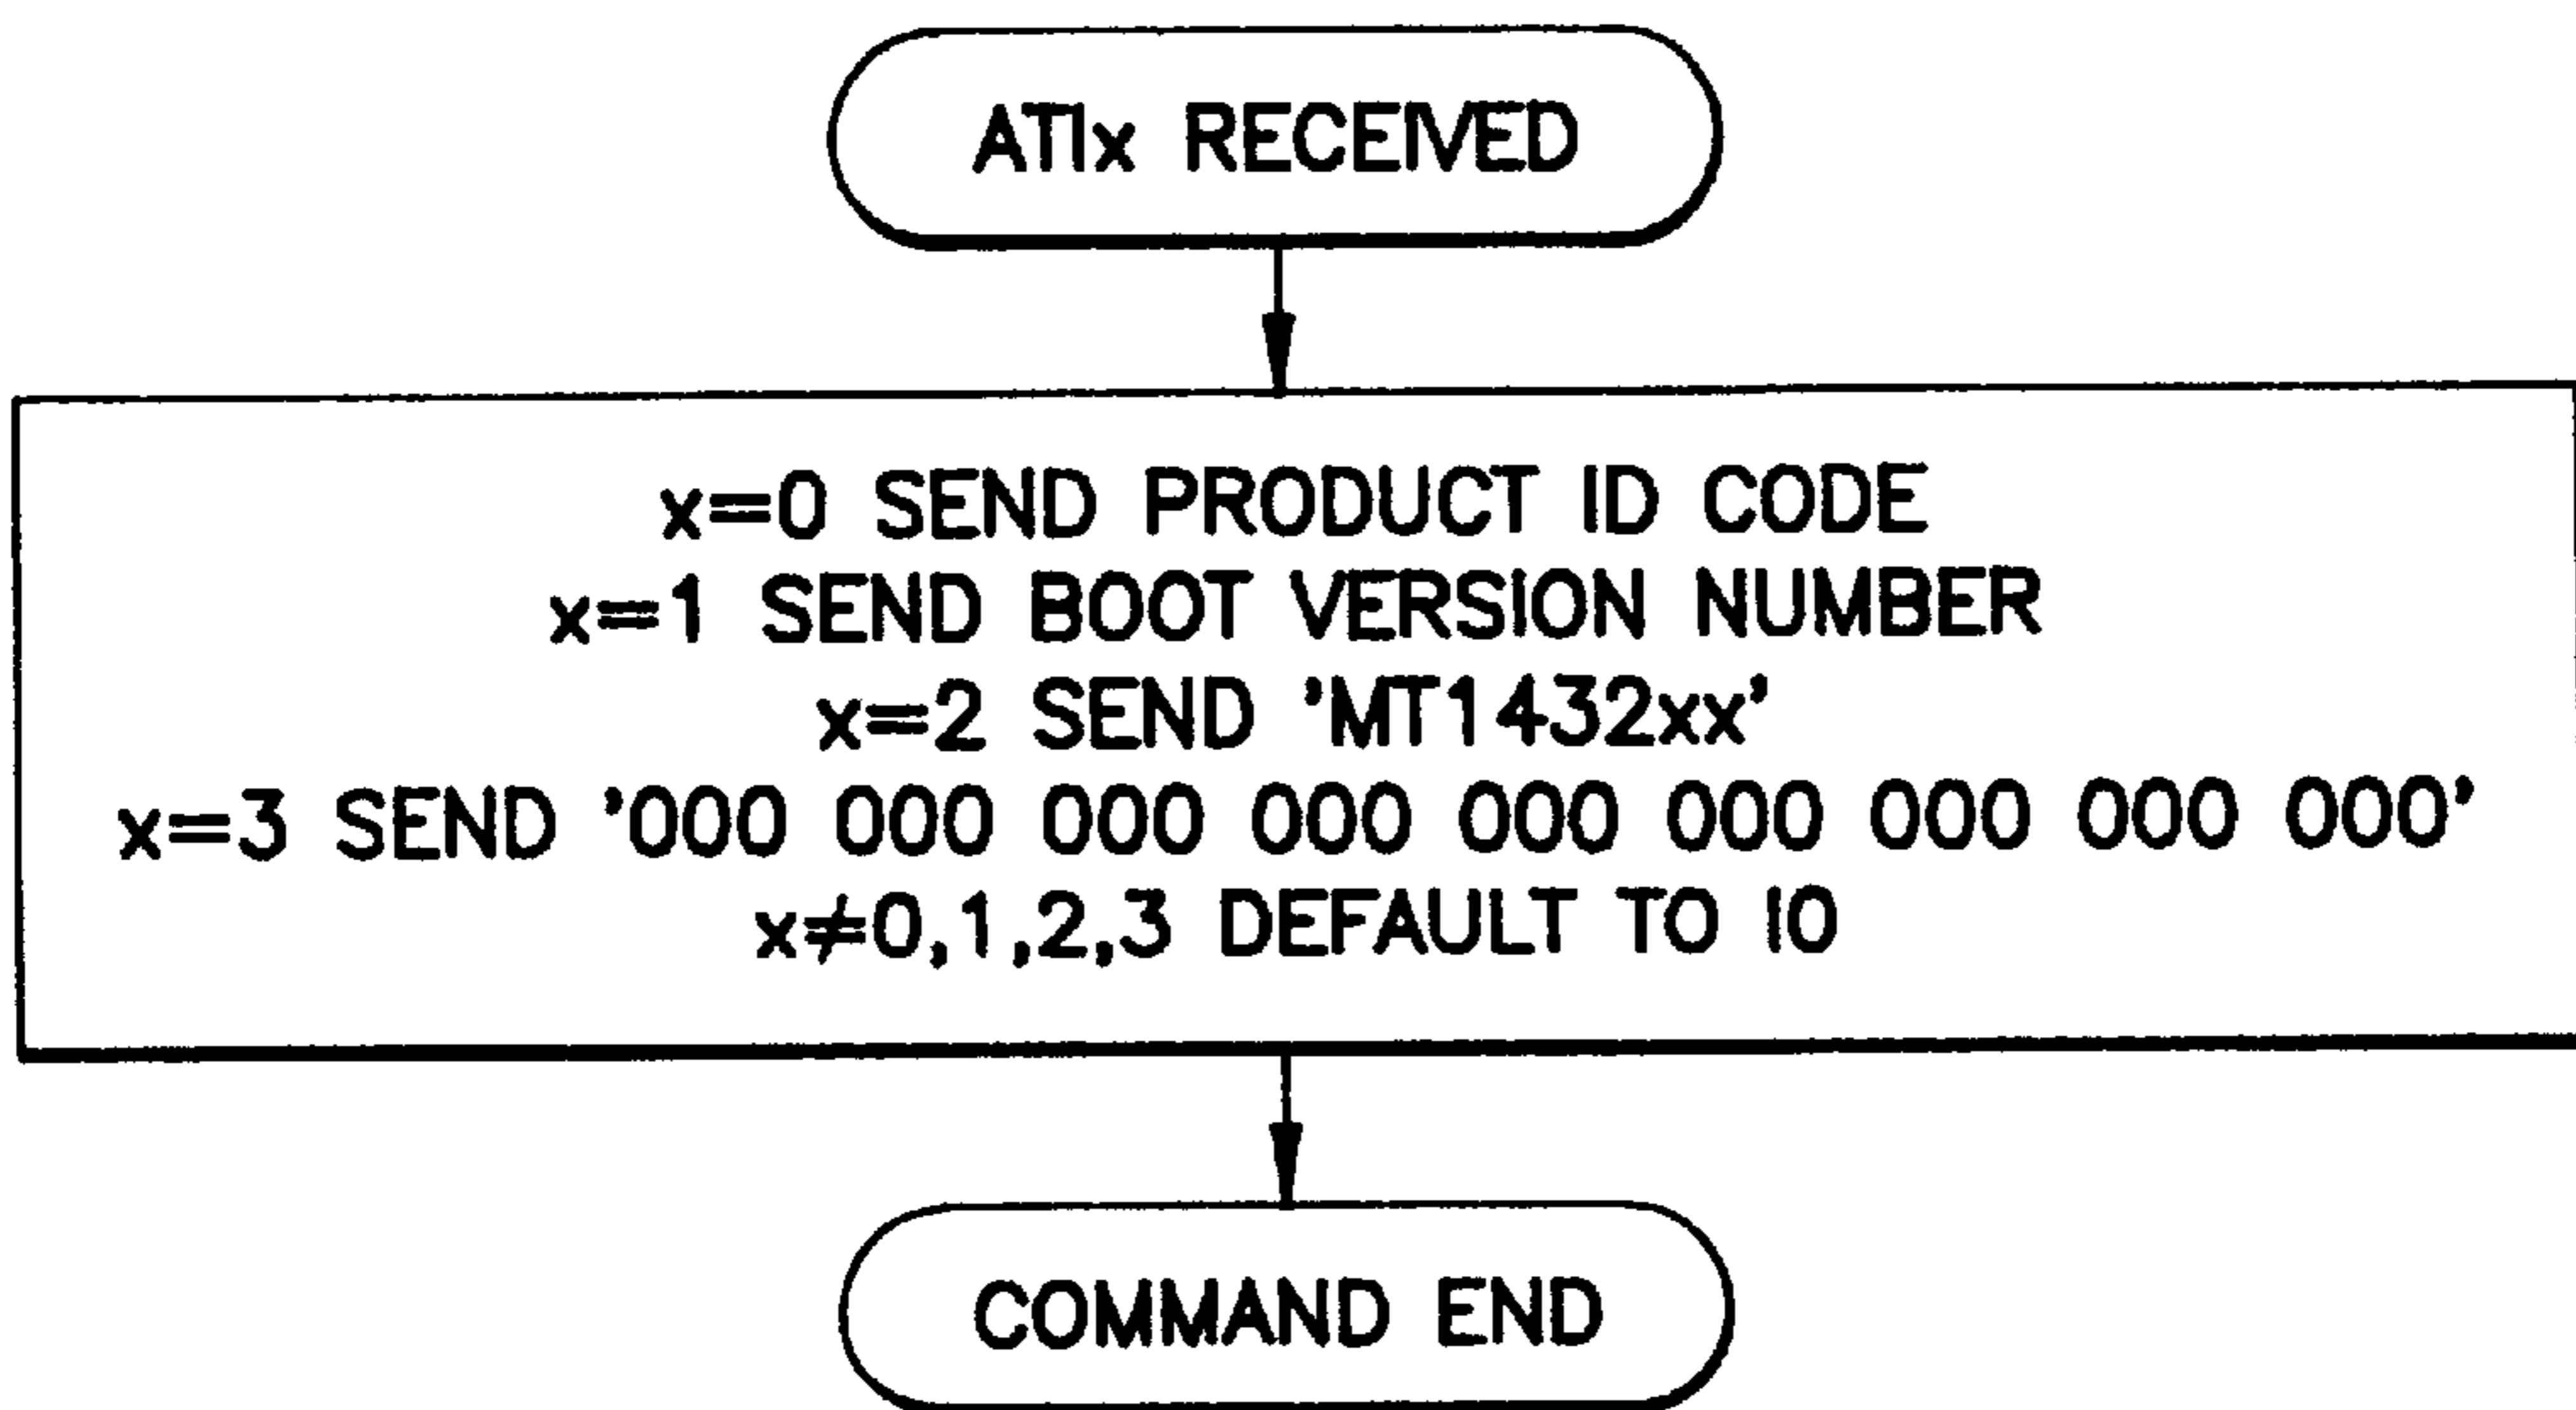 ATIx RECEIVED
x=0 SEND PRODUCT ID CODE
x=1 SEND BOOT VERSION NUMBER
x=2 SEND 'MT1432xx'
x=3 SEND '000 000 000 000 000 000 000 000 000'
x≠0,1,2,3 DEFAULT TO I0
COMMAND END